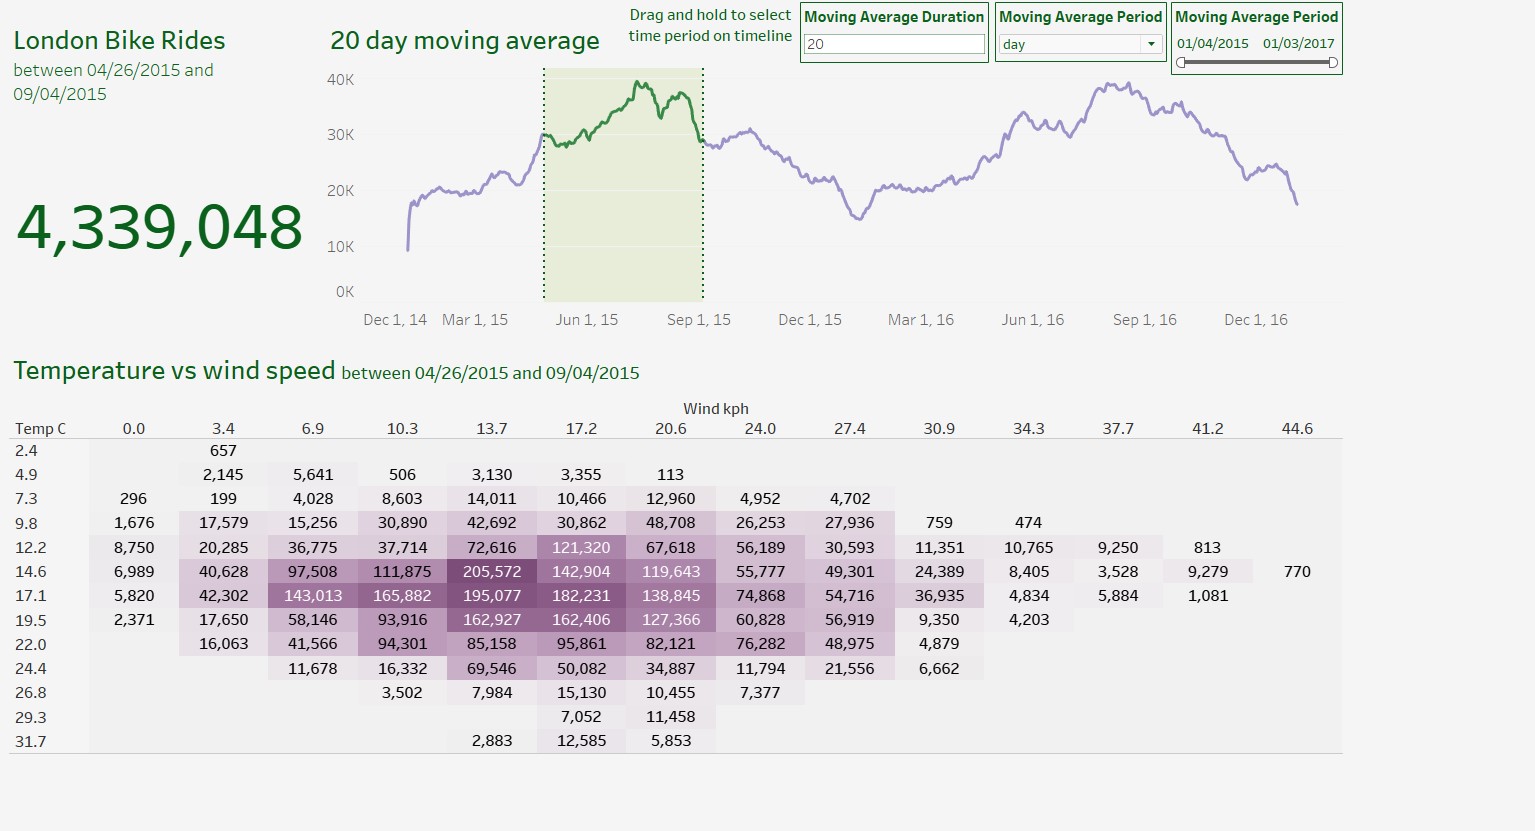 London Bike Rides
between 04/26/2015 and
09/04/2015
4,339,048
20 day moving average
Drag and hold to select
time period on timeline
Moving Average Duration
20
Moving Average Period
day
Moving Average Period
01/04/2015 01/03/2017
40K
30K
20K
10K
0K
Dec 1, 14 Mar 1, 15 Jun 1, 15 Sep 1, 15 Dec 1, 15 Mar 1, 16 Jun 1, 16 Sep 1, 16 Dec 1, 16
Temperature vs wind speed between 04/26/2015 and 09/04/2015
Wind kph
Temp C 0.0 3.4 6.9 10.3 13.7 17.2 20.6 24.0 27.4 30.9 34.3 37.7 41.2 44.6
2.4 657
4.9 2,145 5,641 506 3,130 3,355 113
7.3 296 199 4,028 8,603 14,011 10,466 12,960 4,952 4,702
9.8 1,676 17,579 15,256 30,890 42,692 30,862 48,708 26,253 27,936 759 474
12.2 8,750 20,285 36,775 37,714 72,616 121,320 67,618 56,189 30,593 11,351 10,765 9,250 813
14.6 6,989 40,628 97,508 111,875 205,572 142,904 119,643 55,777 49,301 24,389 8,405 3,528 9,279 770
17.1 5,820 42,302 143,013 165,882 195,077 182,231 138,845 74,868 54,716 36,935 4,834 5,884 1,081
19.5 2,371 17,650 58,146 93,916 162,927 162,406 127,366 60,828 56,919 9,350 4,203
22.0 16,063 41,566 94,301 85,158 95,861 82,121 76,282 48,975 4,879
24.4 11,678 16,332 69,546 50,082 34,887 11,794 21,556 6,662
26.8 3,502 7,984 15,130 10,455 7,377
29.3 7,052 11,458
31.7 2,883 12,585 5,853